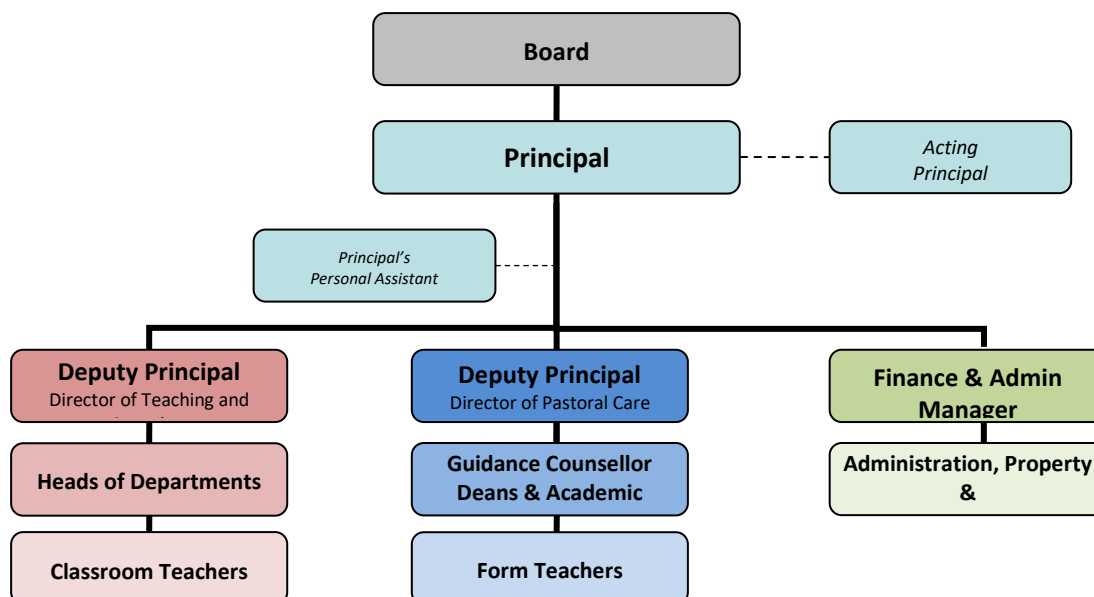 Board
Principal
Acting
Principal
Principal's
Personal Assistant
Deputy Principal
Director of Teaching and
Deputy Principal
Director of Pastoral Care
Finance & Admin
Manager
Heads of Departments
Guidance Counsellor
Deans & Academic
Administration, Property
&
Classroom Teachers
Form Teachers